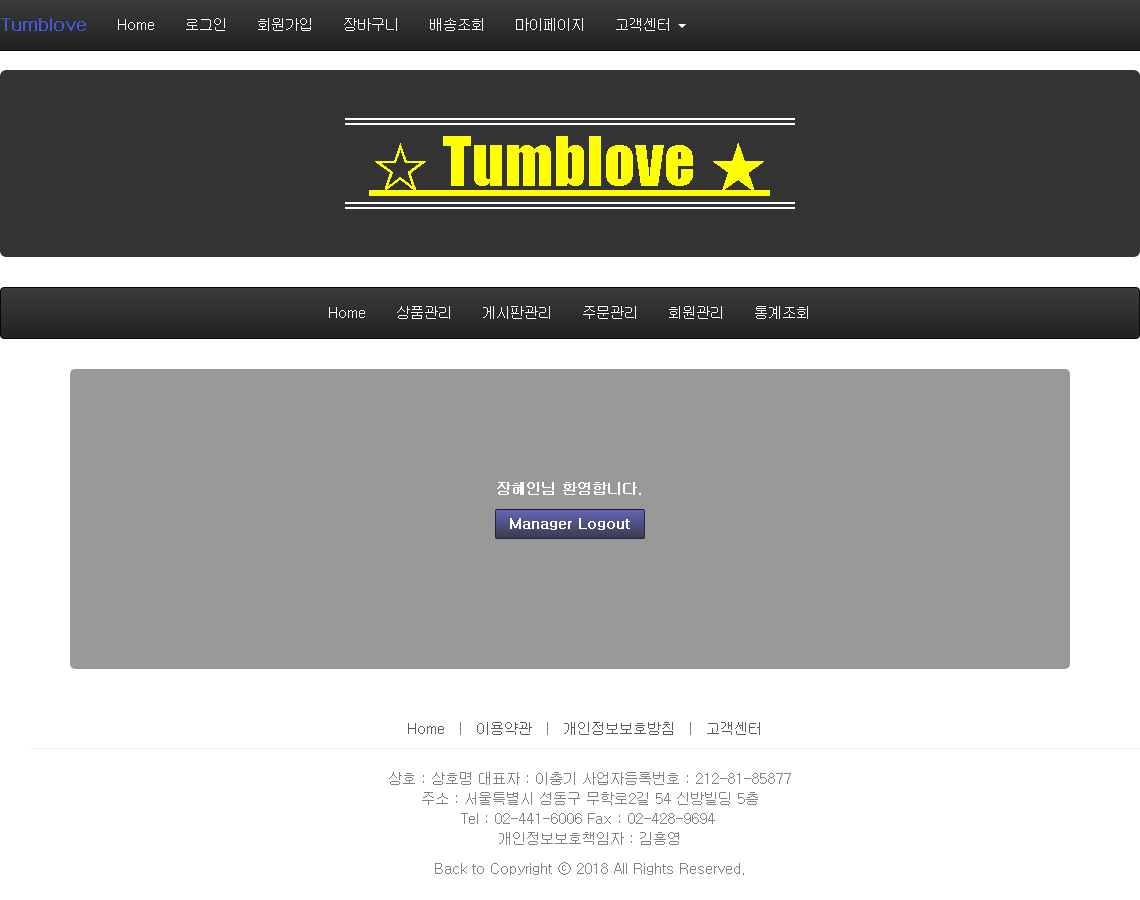 Tumblove Home 로그인 회원가입 장바구니 배송조회 마이페이지 고객센터
☆ Tumblove ★
Home 상품관리 게시판관리 주문관리 회원관리 통계조회
장혜인님 환영합니다.
Manager Logout
Home | 이용약관 | 개인정보보호방침 | 고객센터
상호 : 상호명 대표자 : 이충기 사업자등록번호 : 212-81-85877
주소 : 서울특별시 성동구 무학로2길 54 신방빌딩 5층
Tel : 02-441-6006 Fax : 02-428-9694
개인정보보호책임자 : 김홍영
Back to Copyright ⓒ 2018 All Rights Reserved.